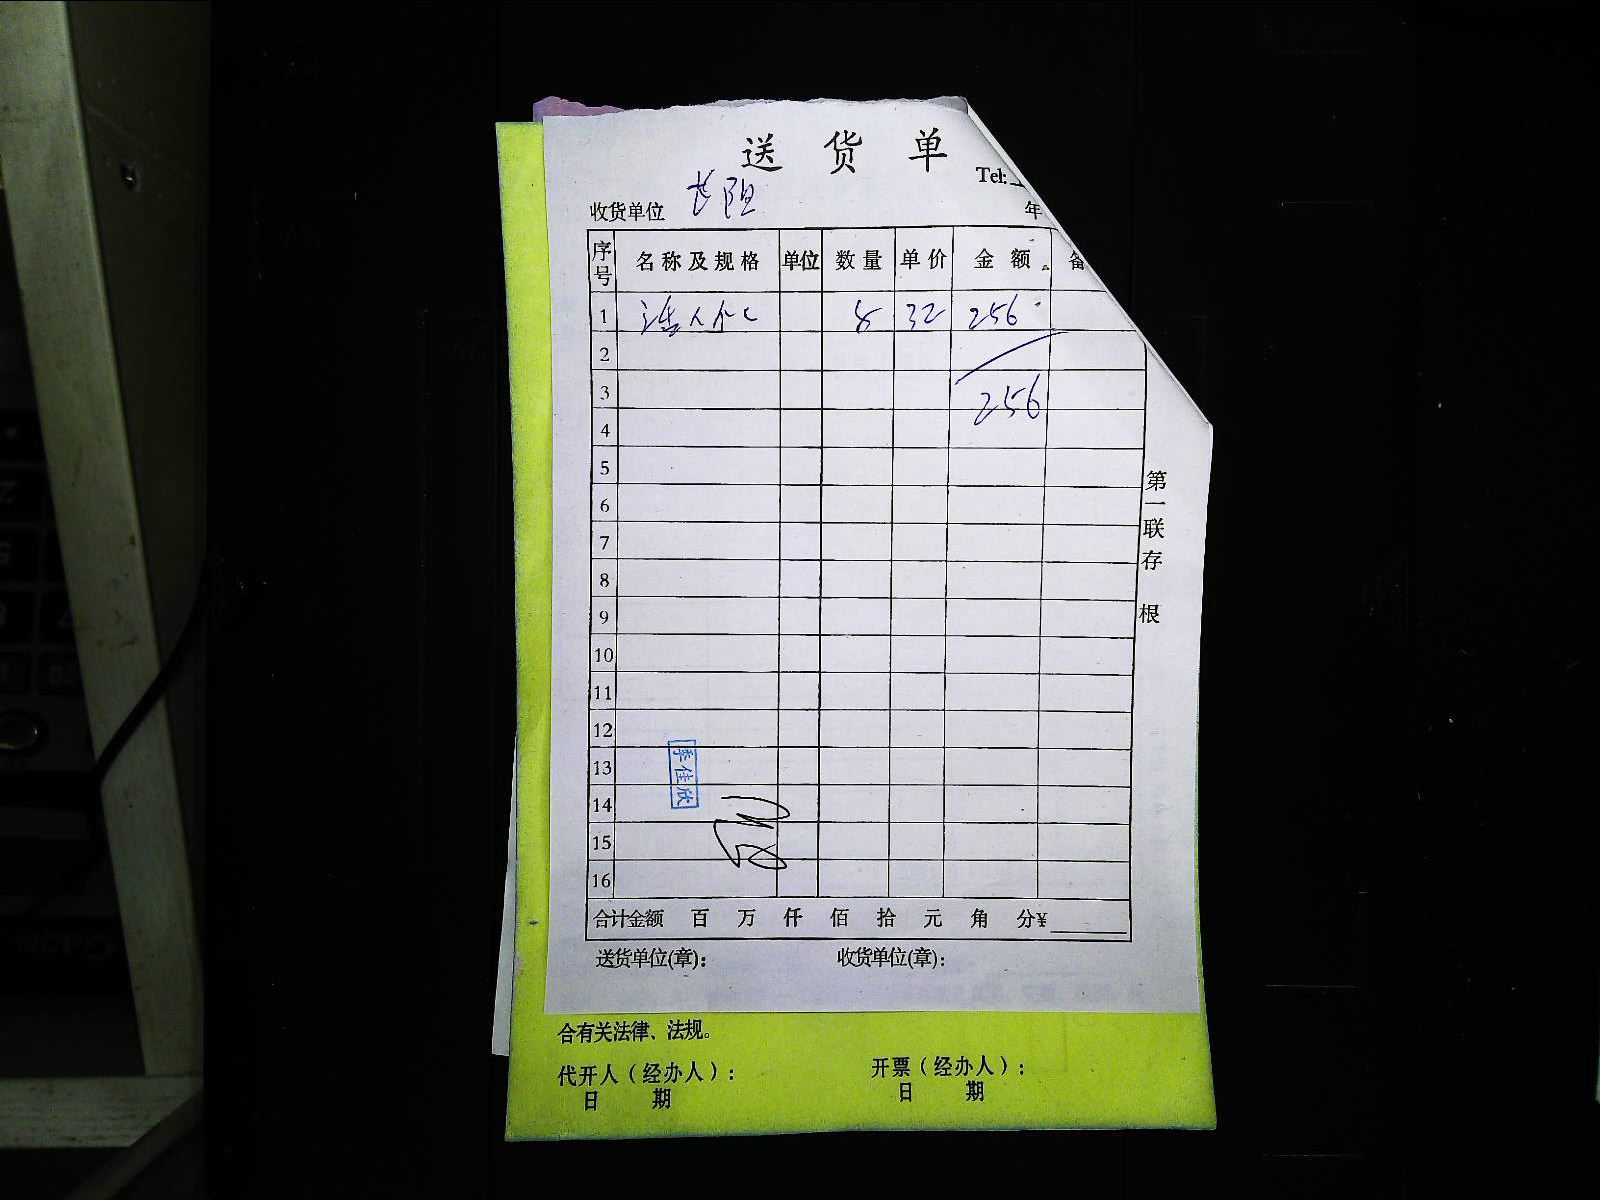 送货单
Tel:
收货单位 长阻
年
序号 名称及规格 单位 数量 单价 金额 备
1 8 32 256
2
3 256
4
5
6
7
8
9
10
11
12
13
14
15
16
李佳欣
合计金额 百 万 仟 佰 拾 元 角 分¥
送货单位(章): 收货单位(章):
第一联存根
合有关法律、法规。
代开人(经办人): 开票(经办人):
日 期 日 期